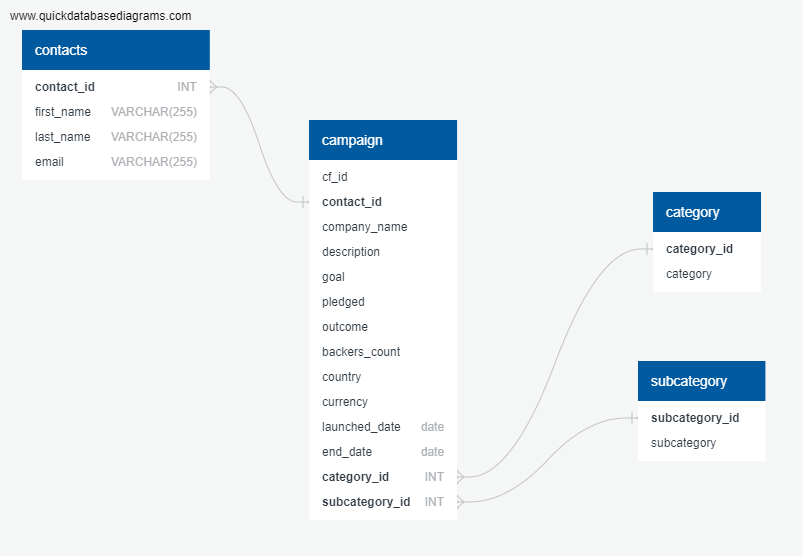 www.quickdatabasediagrams.com
contacts
contact_id INT
first_name VARCHAR(255)
last_name VARCHAR(255)
email VARCHAR(255)
campaign
cf_id
contact_id
company_name
description
goal
pledged
outcome
backers_count
country
currency
launched_date date
end_date date
category_id INT
subcategory_id INT
category
category_id
category
subcategory
subcategory_id
subcategory